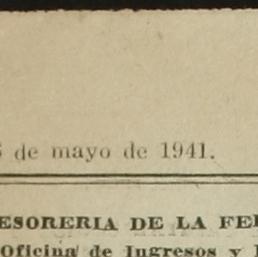 de mayo de 1941.
ESORERIA DE LA FE
Oficina de Ingresos y